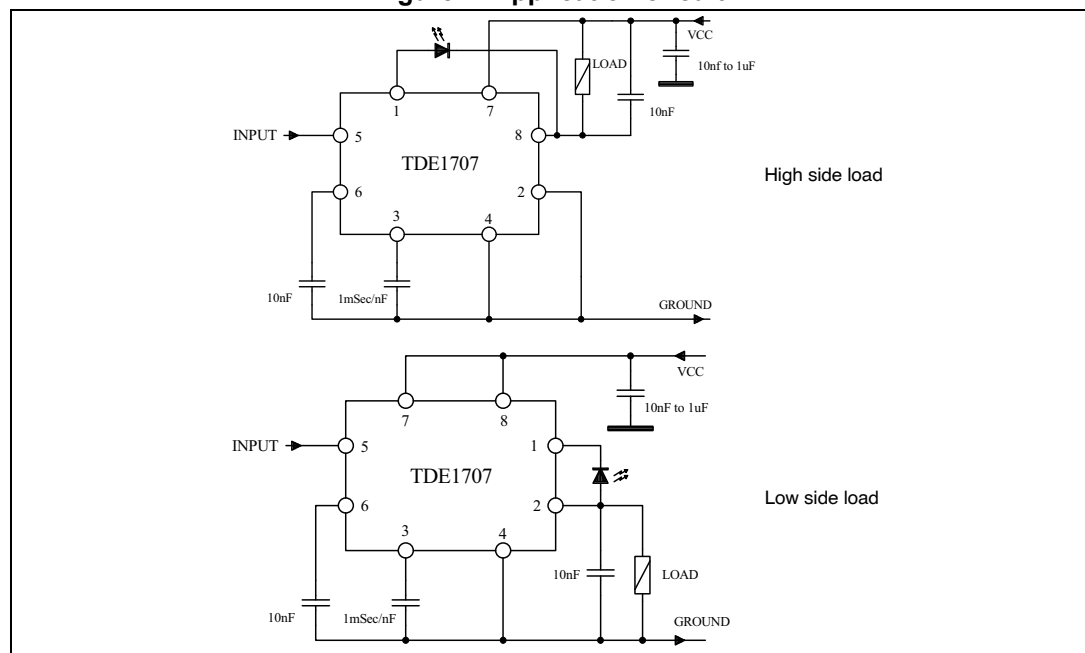 VCC
LOAD
10nf to 1uF
10nF
1
7
INPUT
5
8
TDE1707
High side load
6
2
3
4
10nF
1mSec/nF
GROUND
VCC
7
8
10nF to 1uF
INPUT
5
1
TDE1707
Low side load
6
2
3
4
10nF
LOAD
10nF
1mSec/nF
GROUND